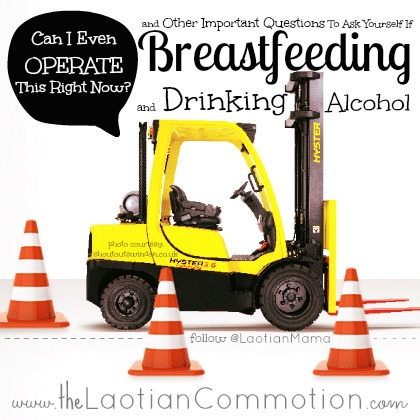 Can I Even
OPERATE
This Right Now?
and Other Important Questions To Ask Yourself If
Breastfeeding
and Drinking Alcohol
HYSTER
photo courtesy:
shoutoutswindon.co.uk
HYSTER
follow @LaotianMama
www.theLaotianCommotion.com